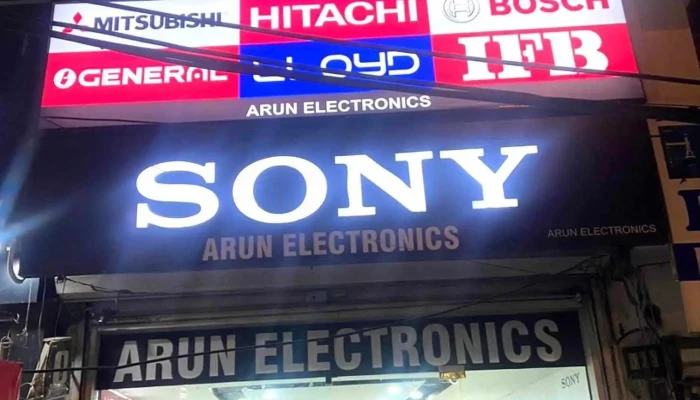 MITSUBISHI HITACHI BOSCH
GENERAL LLOYD IFB
ARUN ELECTRONICS
SONY
ARUN ELECTRONICS
ARUN ELECTRONICS
ARUN ELECTRONICS
SONY